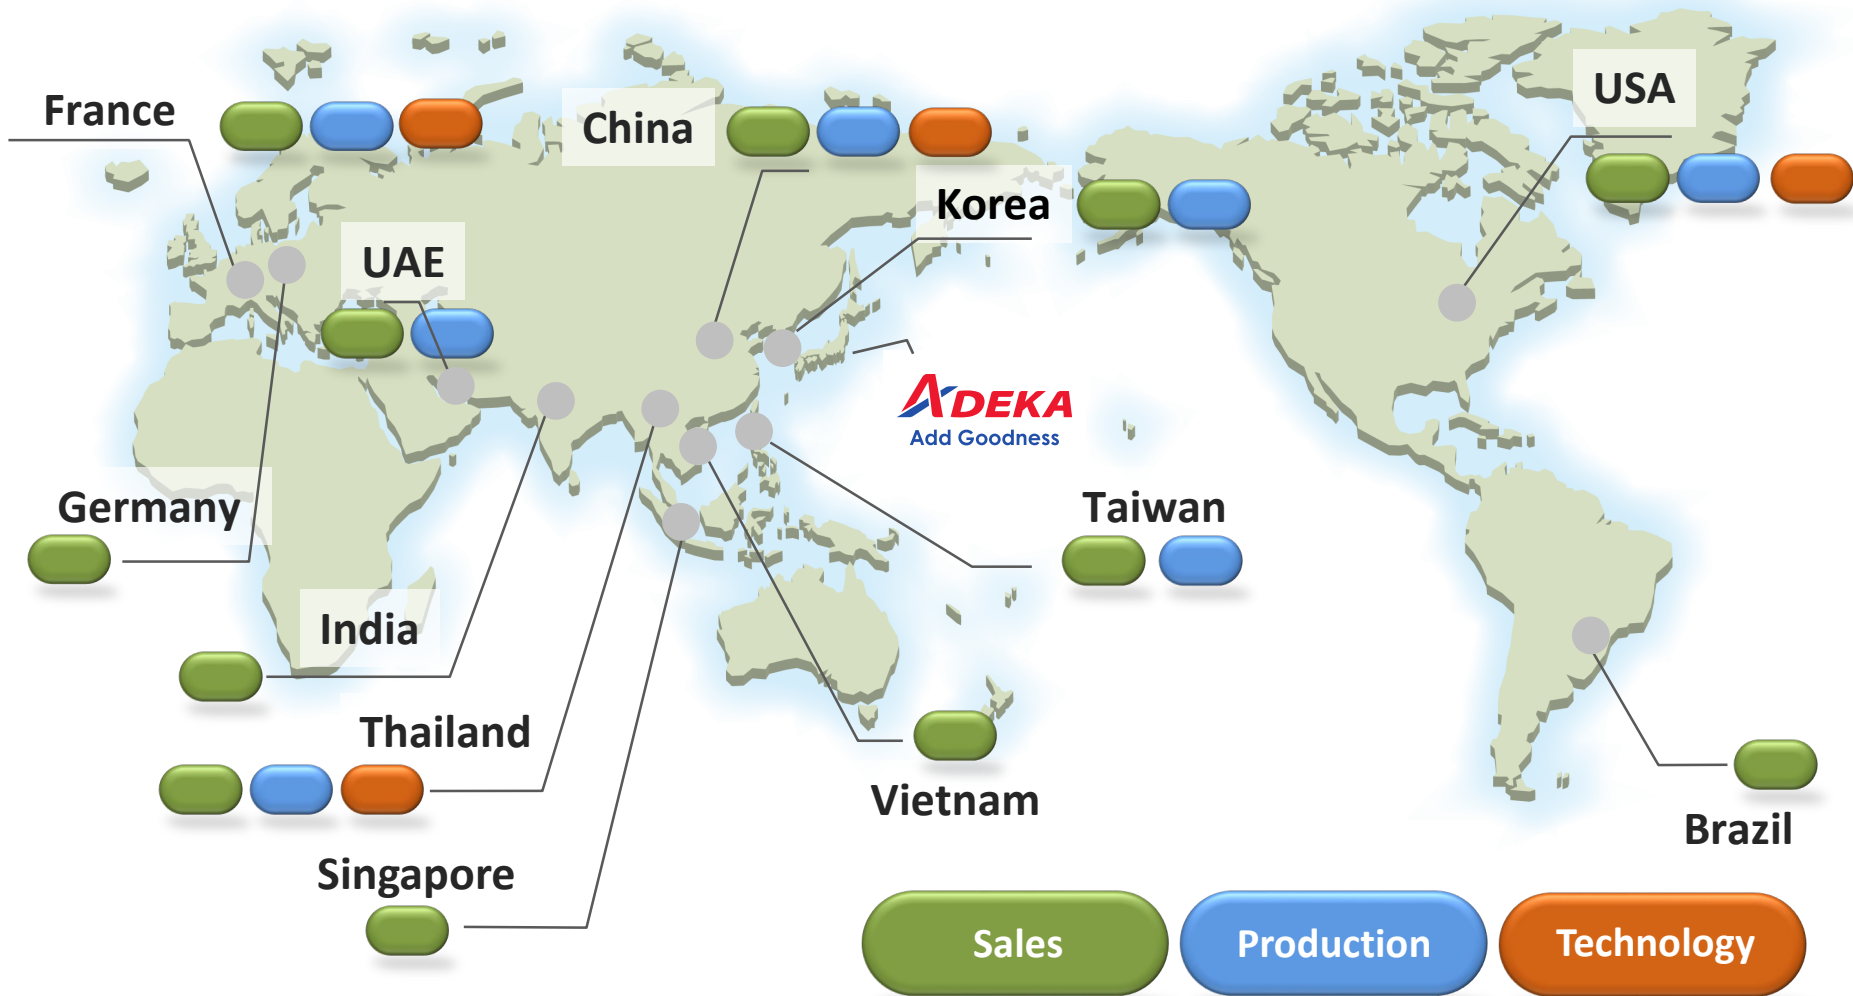 France
China
USA
Korea
UAE
ADEKA
Add Goodness
Germany
Taiwan
India
Thailand
Vietnam
Brazil
Singapore
Sales
Production
Technology